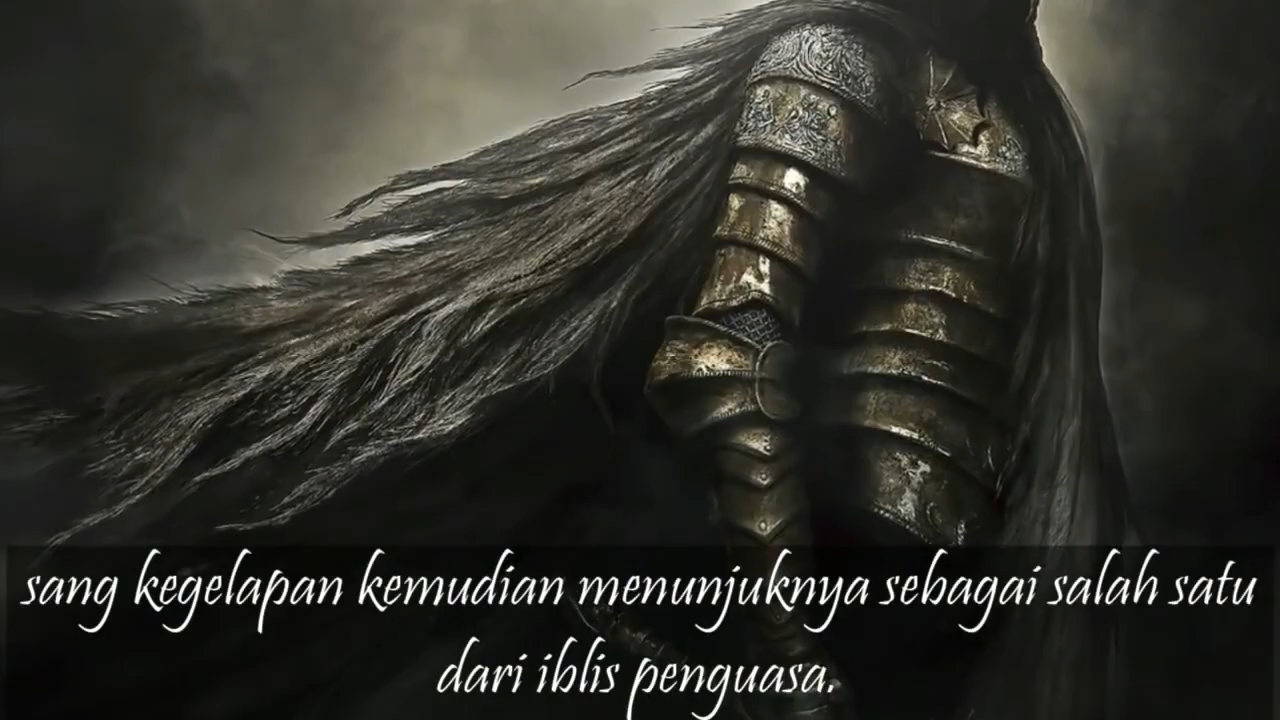 sang kegelapan kemudian menunjuknya sebagai salah satu
dari iblis penguasa.